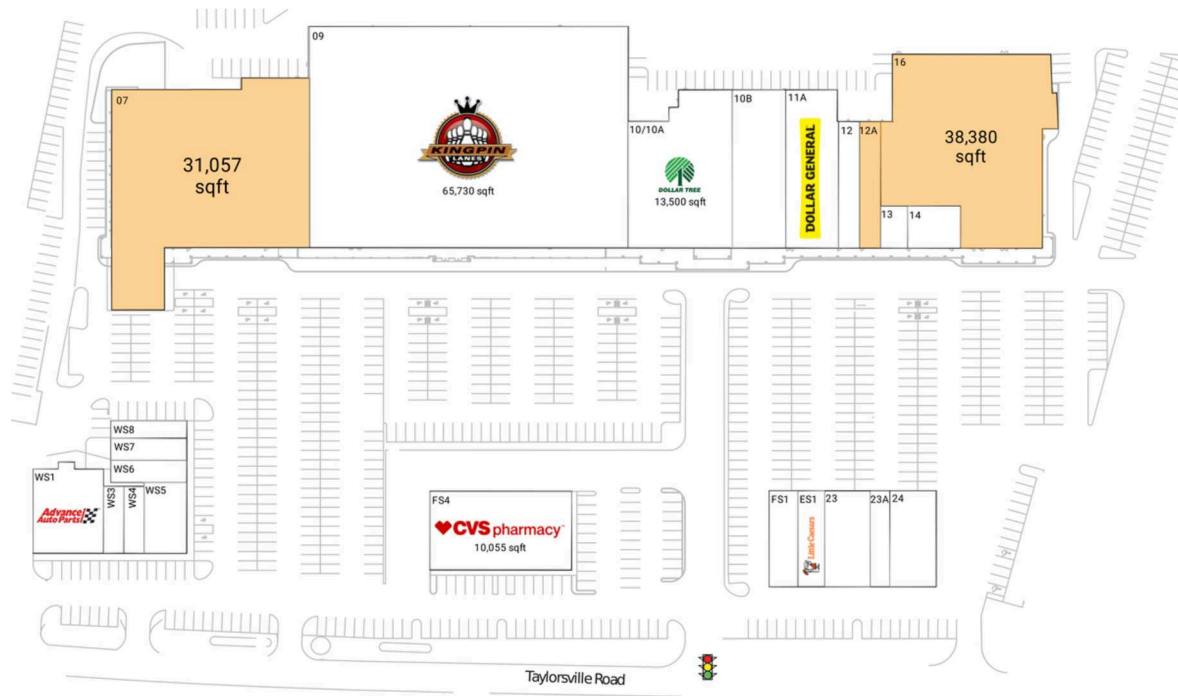 09
07
16
10/10A
10B
11A
12
12A
31,057
sqft
KINGPIN
LANES
65,730 sqft
DOLLAR TREE
13,500 sqft
DOLLAR GENERAL
38,380
sqft
13
14
WS8
WS7
WS6
WS1
WS3
WS4
WS5
Advance
Auto Parts
FS4
CVS pharmacy
10,055 sqft
FS1
ES1
23
23A
24
Little Caesars
Taylorsville Road